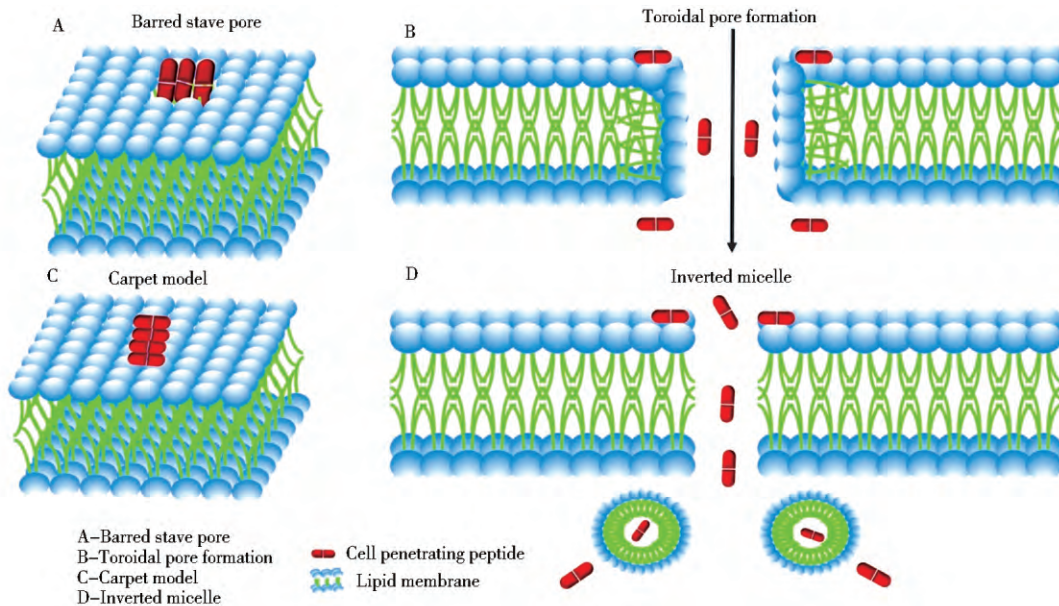 A
Barred stave pore
B
Toroidal pore formation
C
Carpet model
D
Inverted micelle
A–Barred stave pore
B–Toroidal pore formation
C–Carpet model
D–Inverted micelle
Cell penetrating peptide
Lipid membrane